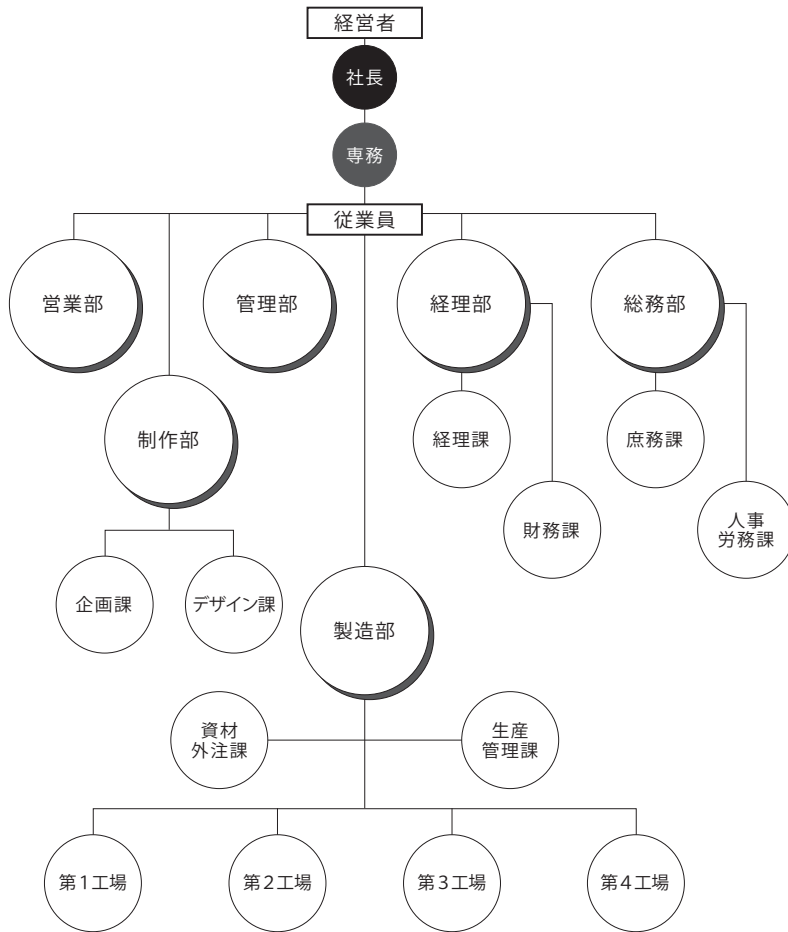 経営者
社長
専務
従業員
営業部
管理部
経理部
総務部
制作部
経理課
庶務課
財務課
人事
労務課
企画課
デザイン課
製造部
資材
外注課
生産
管理課
第1工場
第2工場
第3工場
第4工場